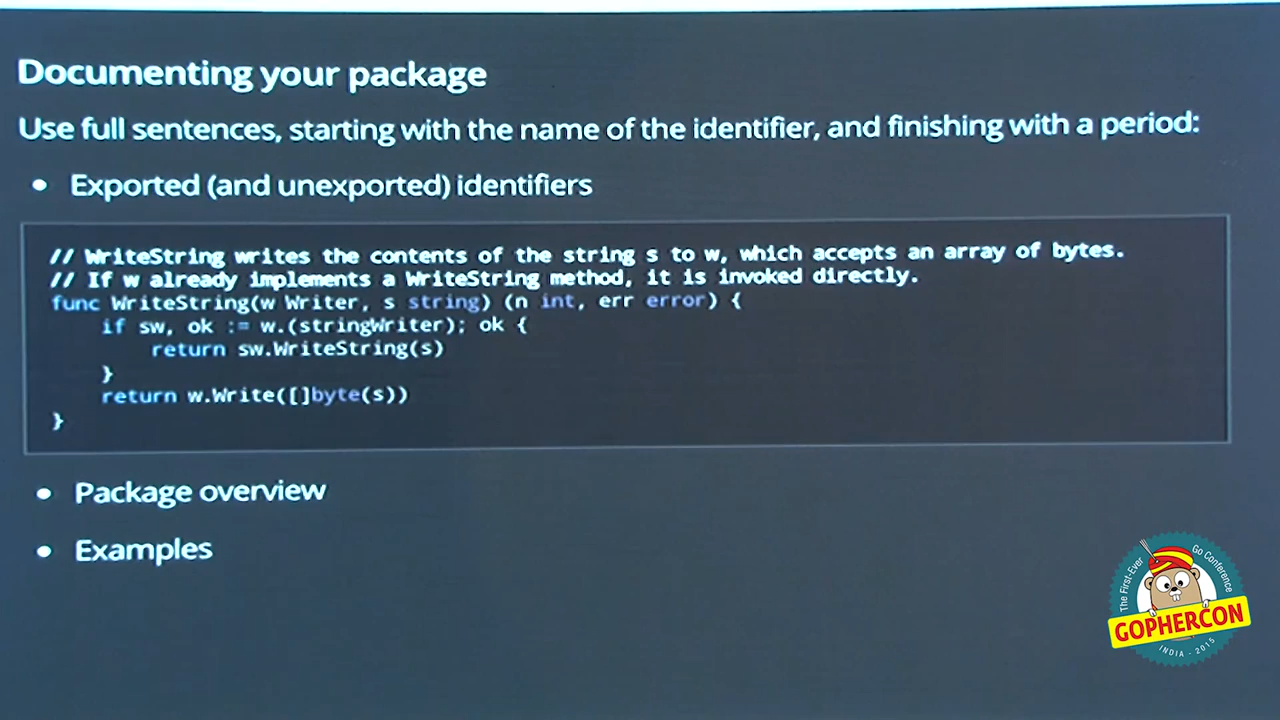 Documenting your package
Use full sentences, starting with the name of the identifier, and finishing with a period:
• Exported (and unexported) identifiers
// WriteString writes the contents of the string s to w, which accepts an array of bytes.
// If w already implements a WriteString method, it is invoked directly.
func WriteString(w Writer, s string) (n int, err error) {
    if sw, ok := w.(stringWriter); ok {
        return sw.WriteString(s)
    }
    return w.Write([]byte(s))
}
• Package overview
• Examples
The First-Ever Go Conference
GOPHERCON
INDIA - 2015